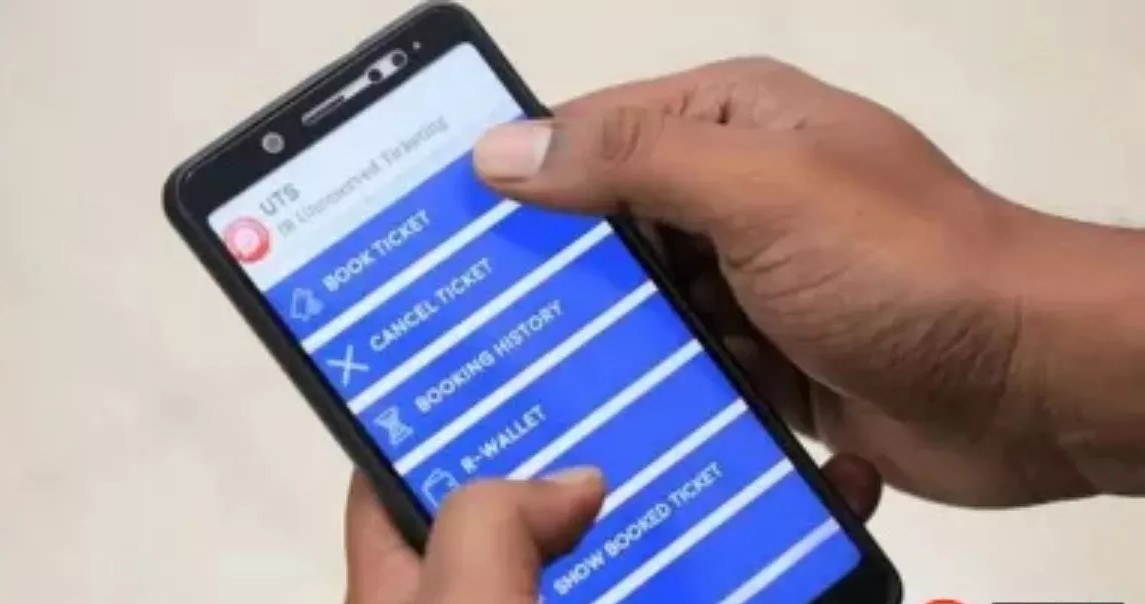 UTS
IR Unreserved Ticketing
BOOK TICKET
CANCEL TICKET
BOOKING HISTORY
R-WALLET
SHOW BOOKED TICKET